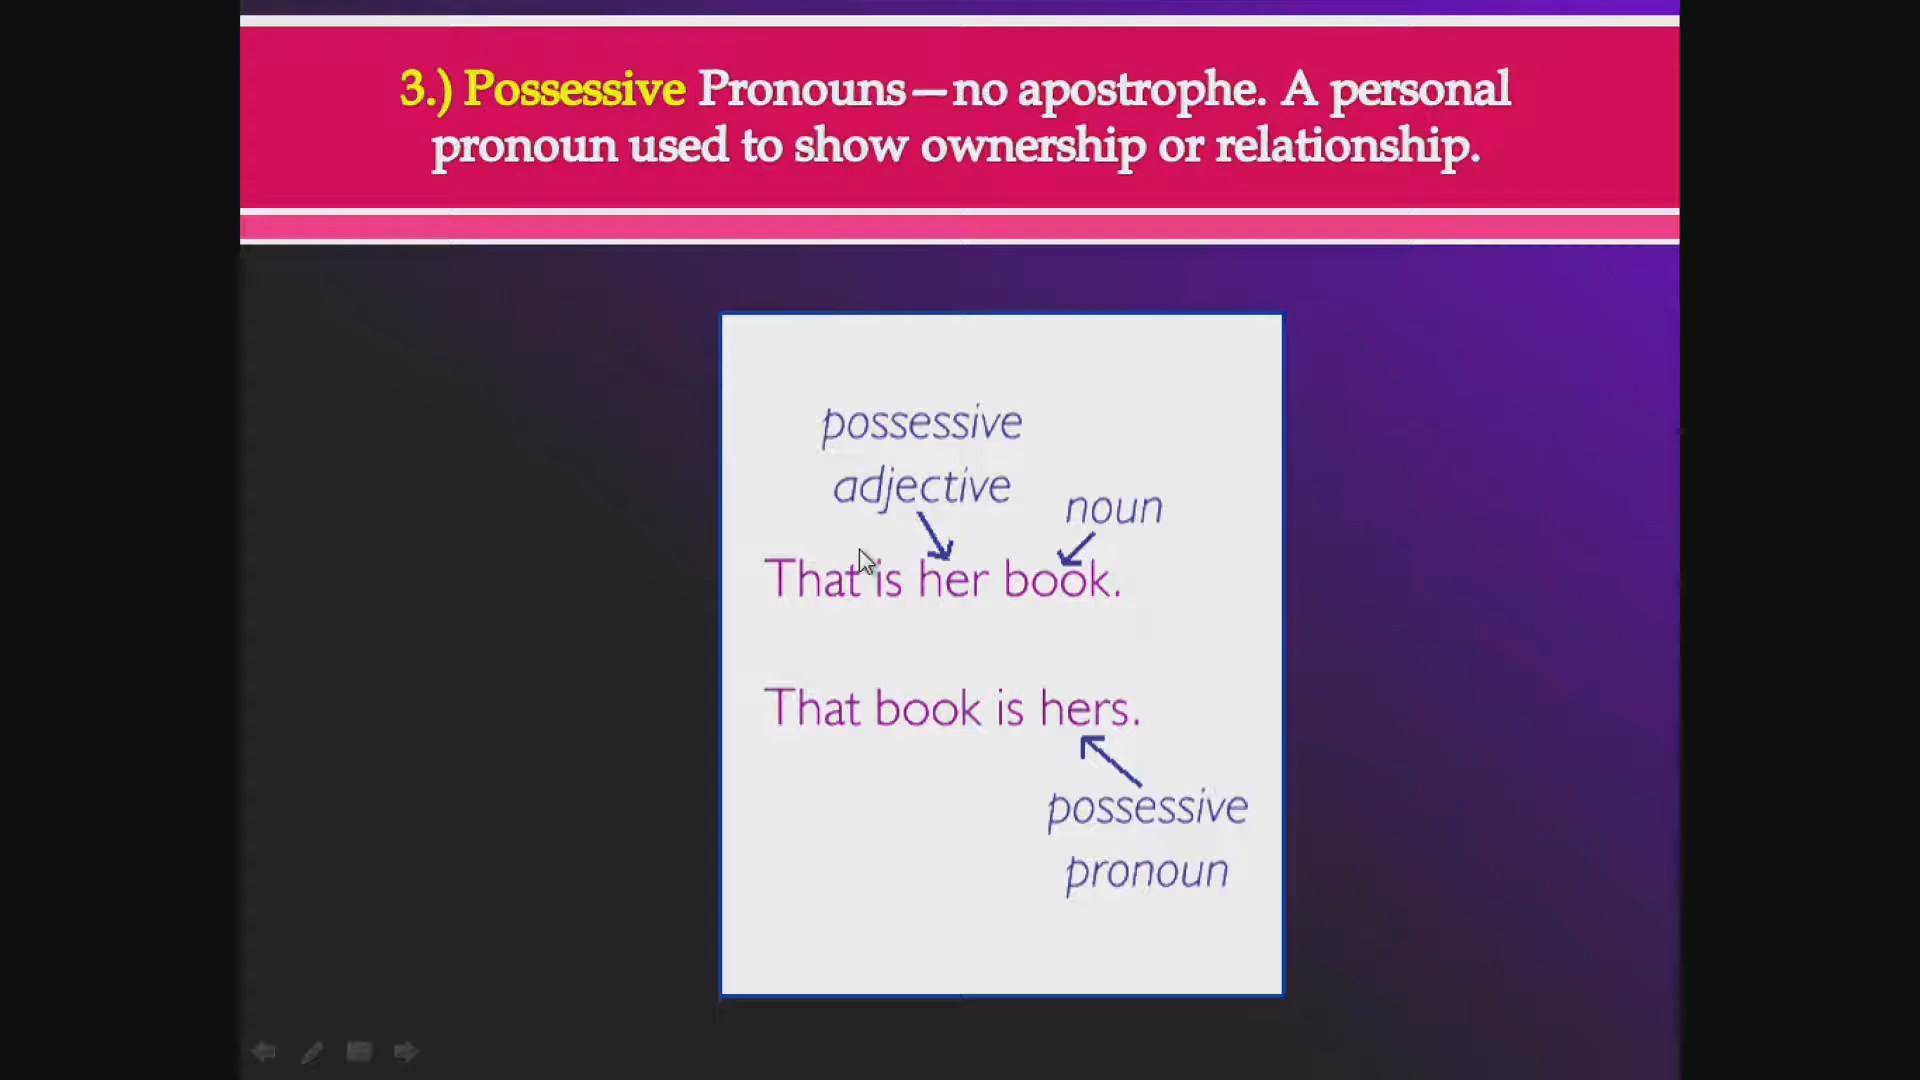 3.) Possessive Pronouns—no apostrophe. A personal
pronoun used to show ownership or relationship.
possessive
adjective
noun
That is her book.
That book is hers.
possessive
pronoun